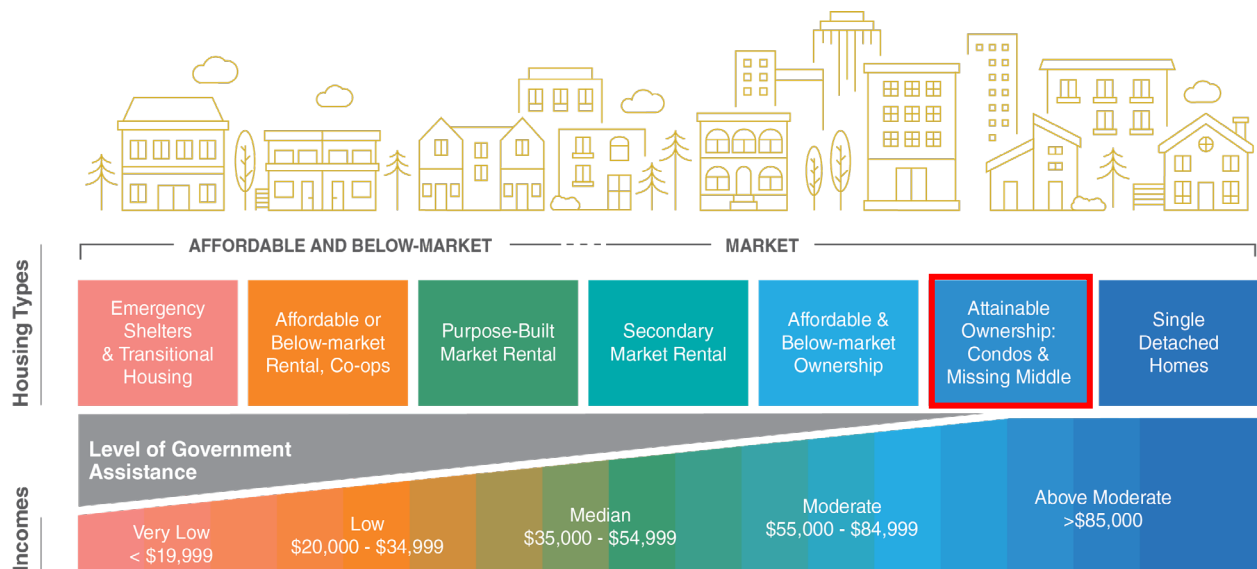 AFFORDABLE AND BELOW-MARKET
MARKET
Housing Types
Emergency
Shelters
& Transitional
Housing
Affordable or
Below-market
Rental, Co-ops
Purpose-Built
Market Rental
Secondary
Market Rental
Affordable &
Below-market
Ownership
Attainable
Ownership:
Condos &
Missing Middle
Single
Detached
Homes
Level of Government
Assistance
Incomes
Very Low
< $19,999
Low
$20,000 - $34,999
Median
$35,000 - $54,999
Moderate
$55,000 - $84,999
Above Moderate
>$85,000